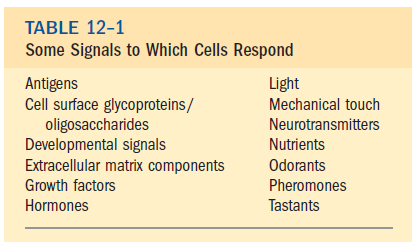 TABLE 12–1
Some Signals to Which Cells Respond
Antigens
Cell surface glycoproteins/
oligosaccharides
Developmental signals
Extracellular matrix components
Growth factors
Hormones
Light
Mechanical touch
Neurotransmitters
Nutrients
Odorants
Pheromones
Tastants